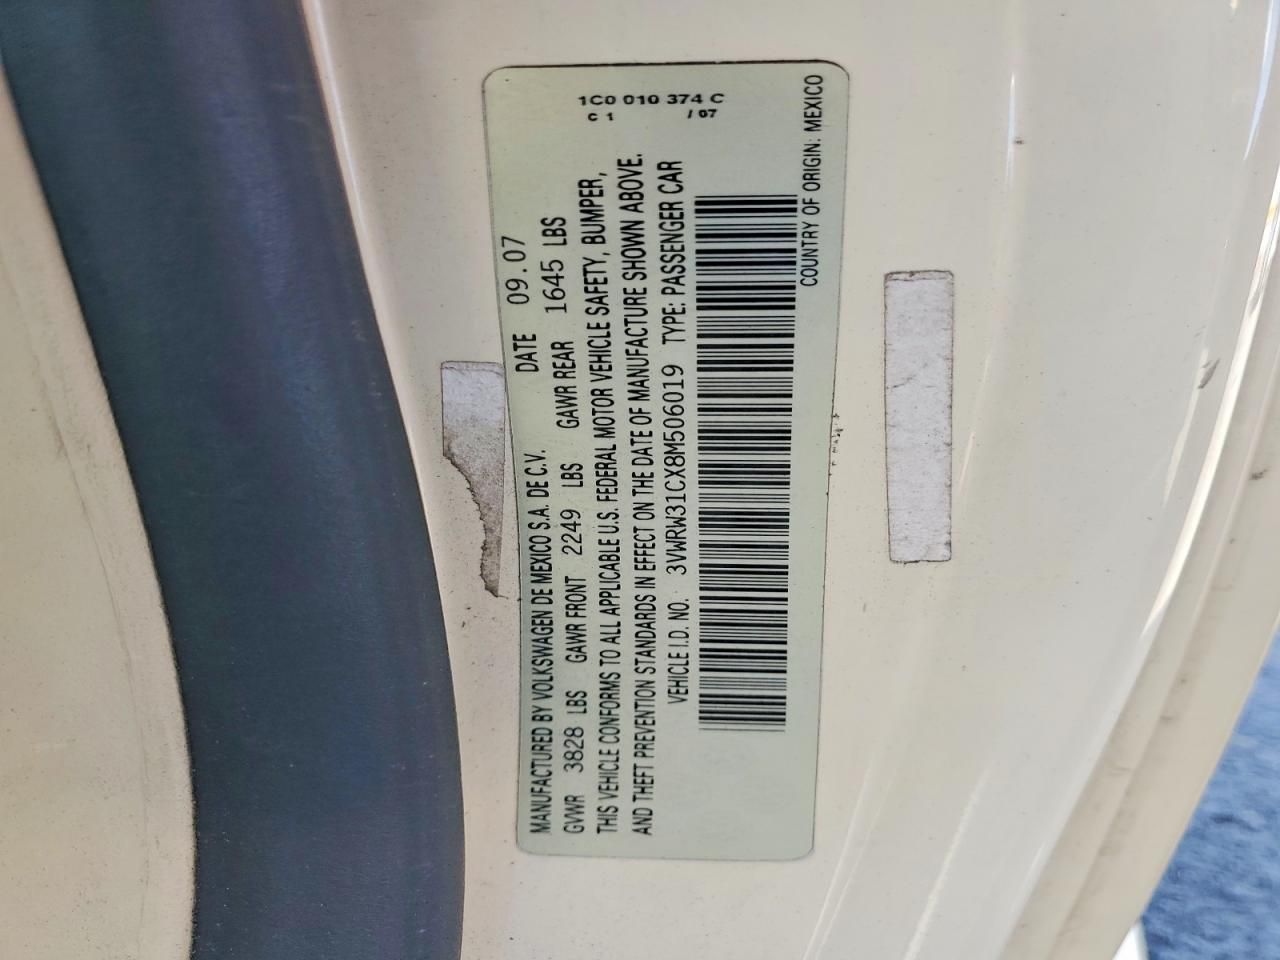 1C0 010 374 C
C 1 / 07
MANUFACTURED BY VOLKSWAGEN DE MEXICO S.A. DE C.V. DATE 09.07
GVWR 3828 LBS GAWR FRONT 2249 LBS GAWR REAR 1645 LBS
THIS VEHICLE CONFORMS TO ALL APPLICABLE U.S. FEDERAL MOTOR VEHICLE SAFETY, BUMPER,
AND THEFT PREVENTION STANDARDS IN EFFECT ON THE DATE OF MANUFACTURE SHOWN ABOVE.
VEHICLE I.D. NO. 3VWRW31CX8M506019 TYPE: PASSENGER CAR
COUNTRY OF ORIGIN: MEXICO